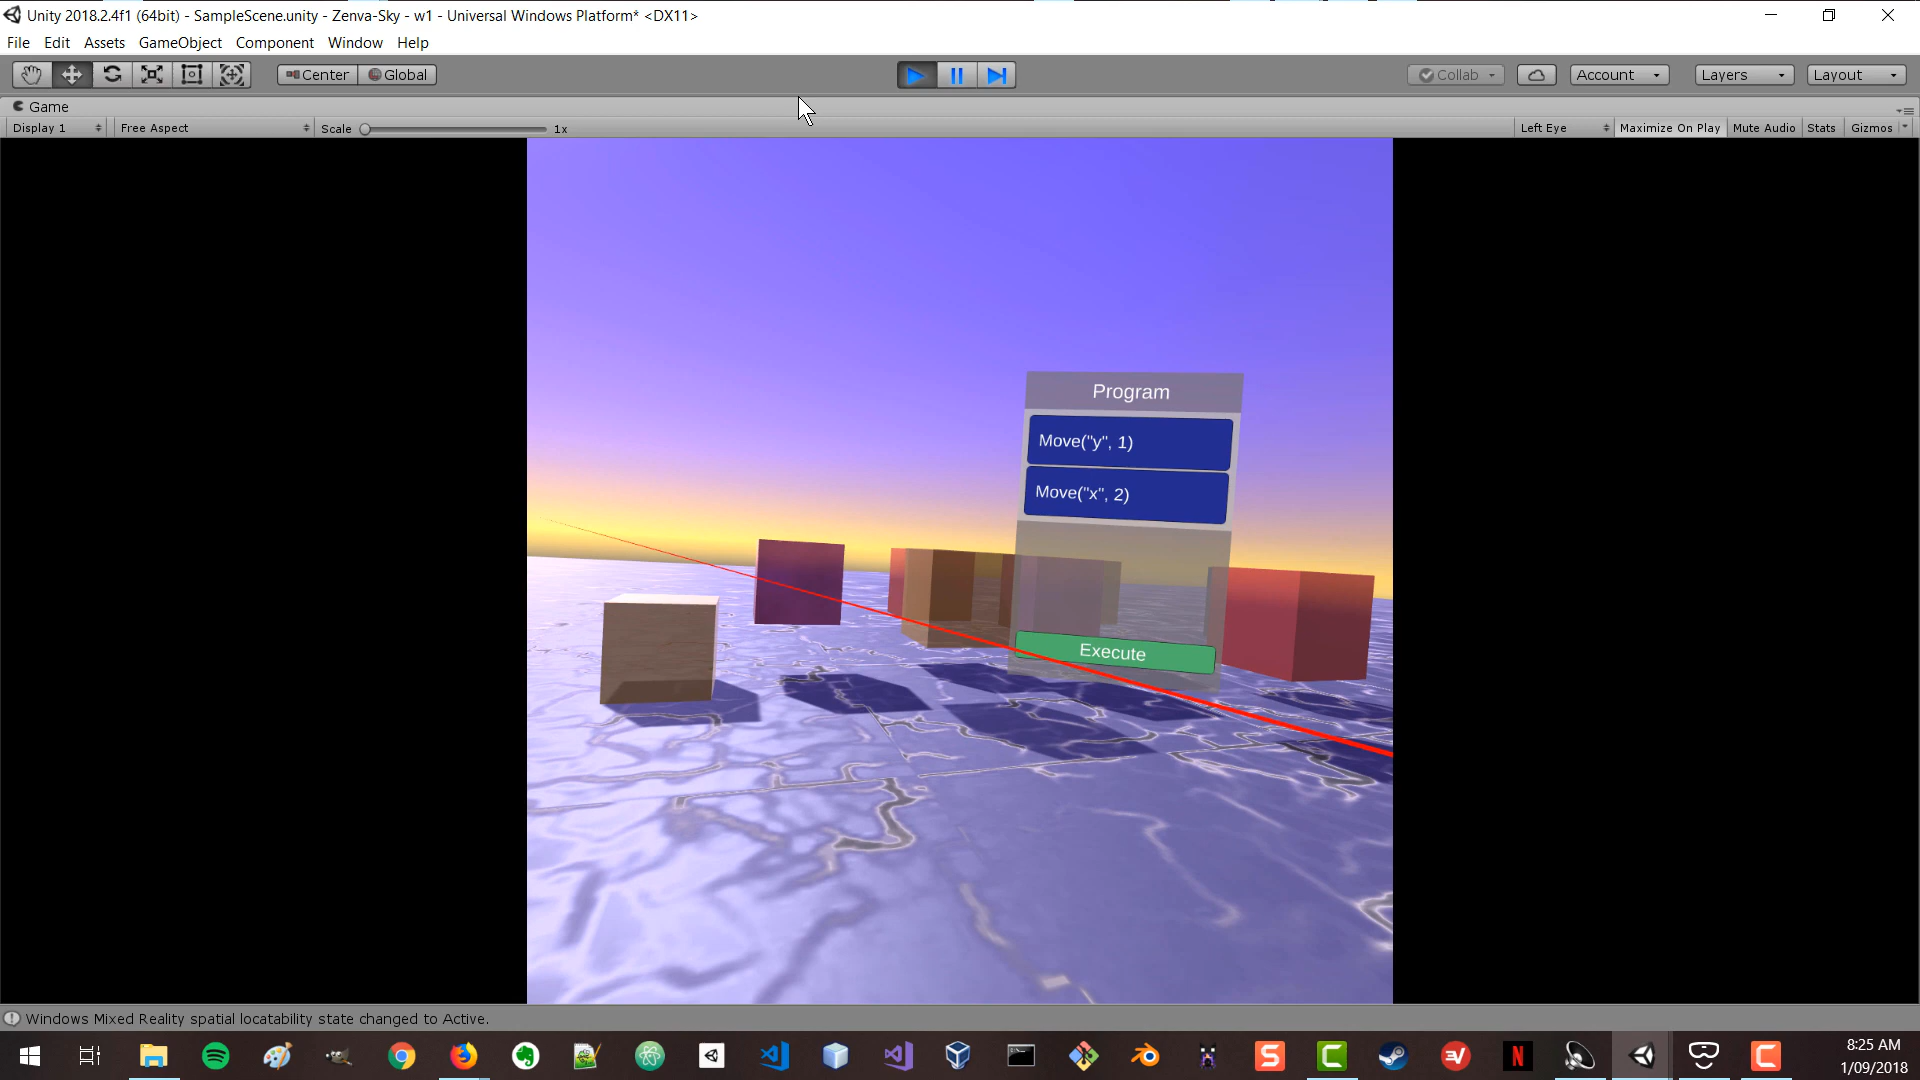 Unity 2018.2.4f1 (64bit) - SampleScene.unity - Zenva-Sky - w1 - Universal Windows Platform* <DX11>
File Edit Assets GameObject Component Window Help
Center Global Collab Account Layers Layout
Game
Display 1 Free Aspect Scale 1x Left Eye Maximize On Play Mute Audio Stats Gizmos
Program
Move("y", 1)
Move("x", 2)
Execute
Windows Mixed Reality spatial locatability state changed to Active.
8:25 AM
1/09/2018